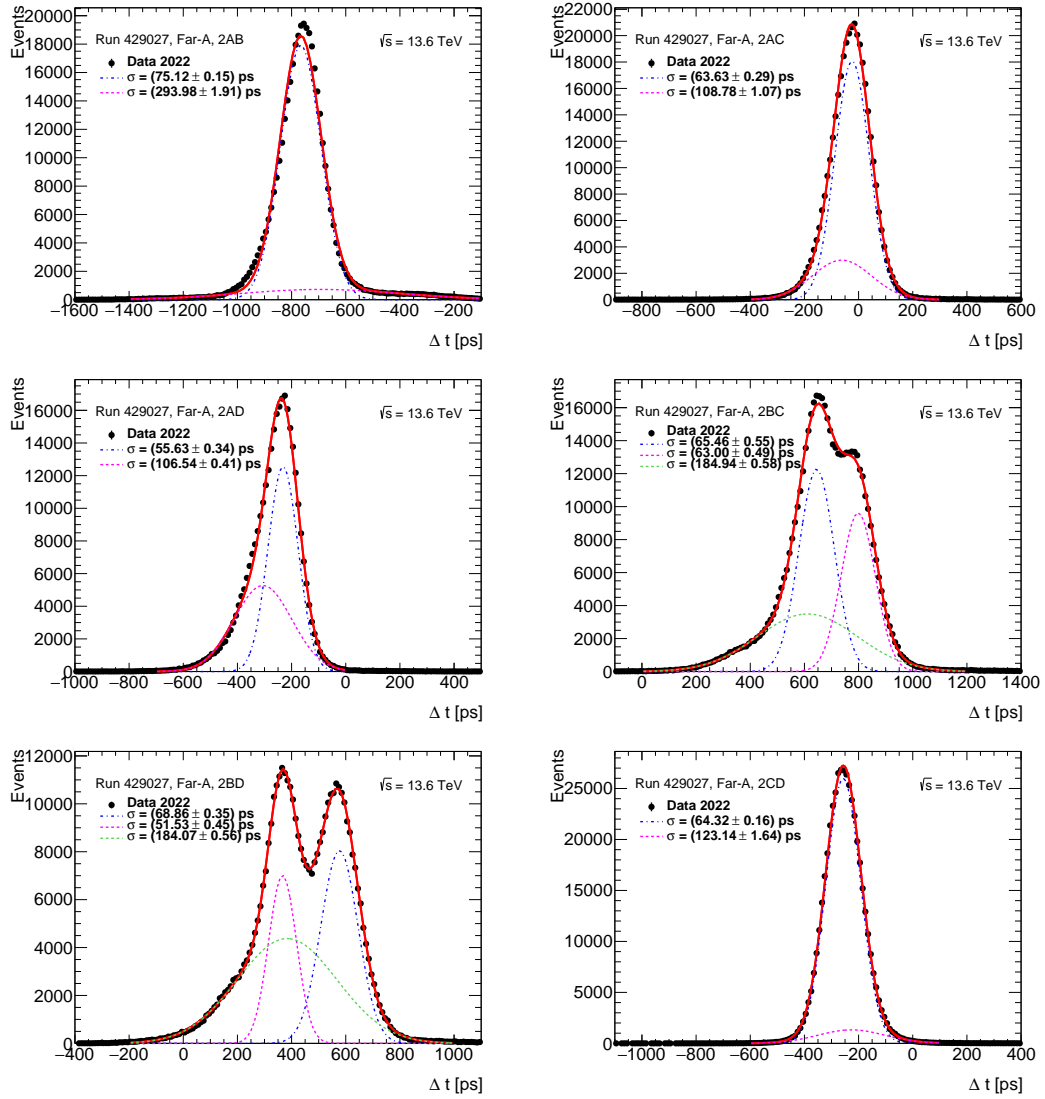 Events
20000
18000
16000
14000
12000
10000
8000
6000
4000
2000
0
Run 429027, Far-A, 2AB
√s = 13.6 TeV
Data 2022
σ = (75.12 ± 0.15) ps
σ = (293.98 ± 1.91) ps
−1600 −1400 −1200 −1000 −800 −600 −400 −200
Δ t [ps]
Events
22000
20000
18000
16000
14000
12000
10000
8000
6000
4000
2000
0
Run 429027, Far-A, 2AC
√s = 13.6 TeV
Data 2022
σ = (63.63 ± 0.29) ps
σ = (108.78 ± 1.07) ps
−800 −600 −400 −200 0 200 400 600
Δ t [ps]
Events
16000
14000
12000
10000
8000
6000
4000
2000
0
Run 429027, Far-A, 2AD
√s = 13.6 TeV
Data 2022
σ = (55.63 ± 0.34) ps
σ = (106.54 ± 0.41) ps
−1000 −800 −600 −400 −200 0 200 400
Δ t [ps]
Events
16000
14000
12000
10000
8000
6000
4000
2000
0
Run 429027, Far-A, 2BC
√s = 13.6 TeV
Data 2022
σ = (65.46 ± 0.55) ps
σ = (63.00 ± 0.49) ps
σ = (184.94 ± 0.58) ps
0 200 400 600 800 1000 1200 1400
Δ t [ps]
Events
12000
10000
8000
6000
4000
2000
0
Run 429027, Far-A, 2BD
√s = 13.6 TeV
Data 2022
σ = (68.86 ± 0.35) ps
σ = (51.53 ± 0.45) ps
σ = (184.07 ± 0.56) ps
−400 −200 0 200 400 600 800 1000
Δ t [ps]
Events
25000
20000
15000
10000
5000
0
Run 429027, Far-A, 2CD
√s = 13.6 TeV
Data 2022
σ = (64.32 ± 0.16) ps
σ = (123.14 ± 1.64) ps
−1000 −800 −600 −400 −200 0 200 400
Δ t [ps]